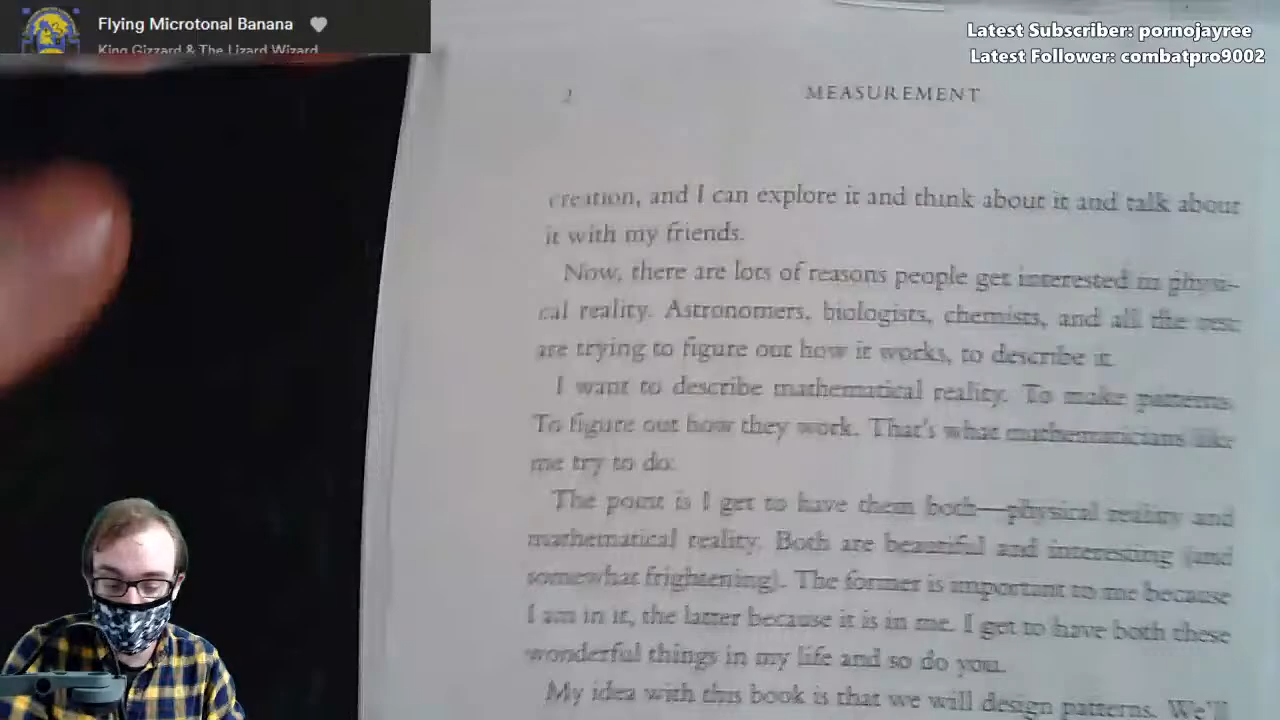 Flying Microtonal Banana
King Gizzard & The Lizard Wizard
Latest Subscriber: pornojayree
Latest Follower: combatpro9002
2
MEASUREMENT
creation, and I can explore it and think about it and talk about
it with my friends.
Now, there are lots of reasons people get interested in physi-
cal reality. Astronomers, biologists, chemists, and all the rest
are trying to figure out how it works, to describe it.
I want to describe mathematical reality. To make patterns.
To figure out how they work. That's what mathematicians like
me try to do.
The point is I get to have them both—physical reality and
mathematical reality. Both are beautiful and interesting (and
somewhat frightening). The former is important to me because
I am in it, the latter because it is in me. I get to have both these
wonderful things in my life and so do you.
My idea with this book is that we will design patterns. We'll